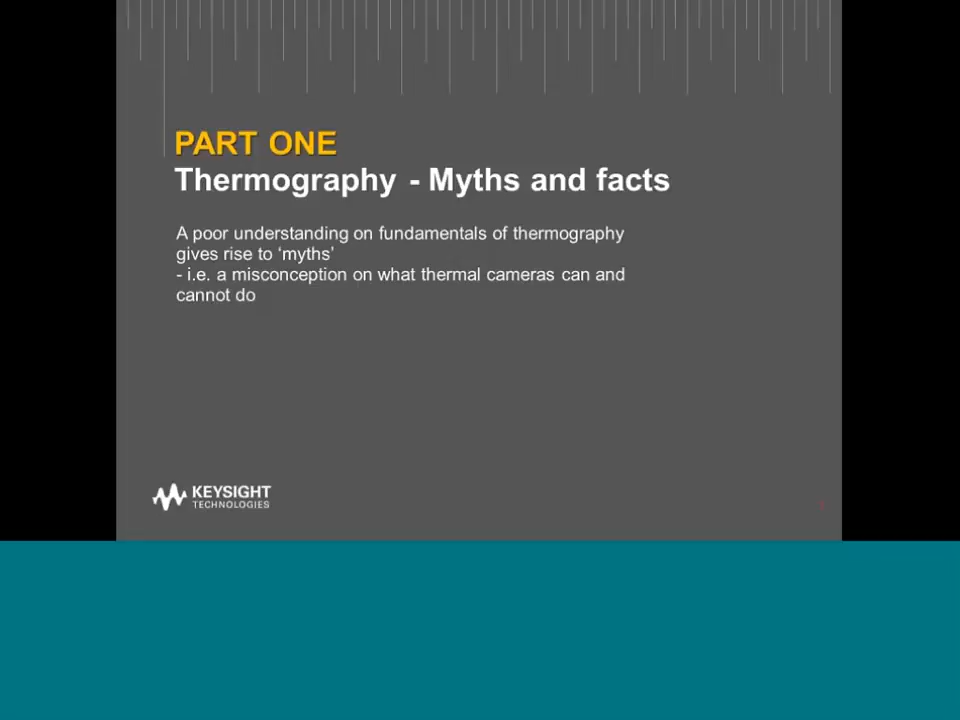 PART ONE
Thermography - Myths and facts
A poor understanding on fundamentals of thermography
gives rise to ‘myths’
- i.e. a misconception on what thermal cameras can and
cannot do
KEYSIGHT
TECHNOLOGIES